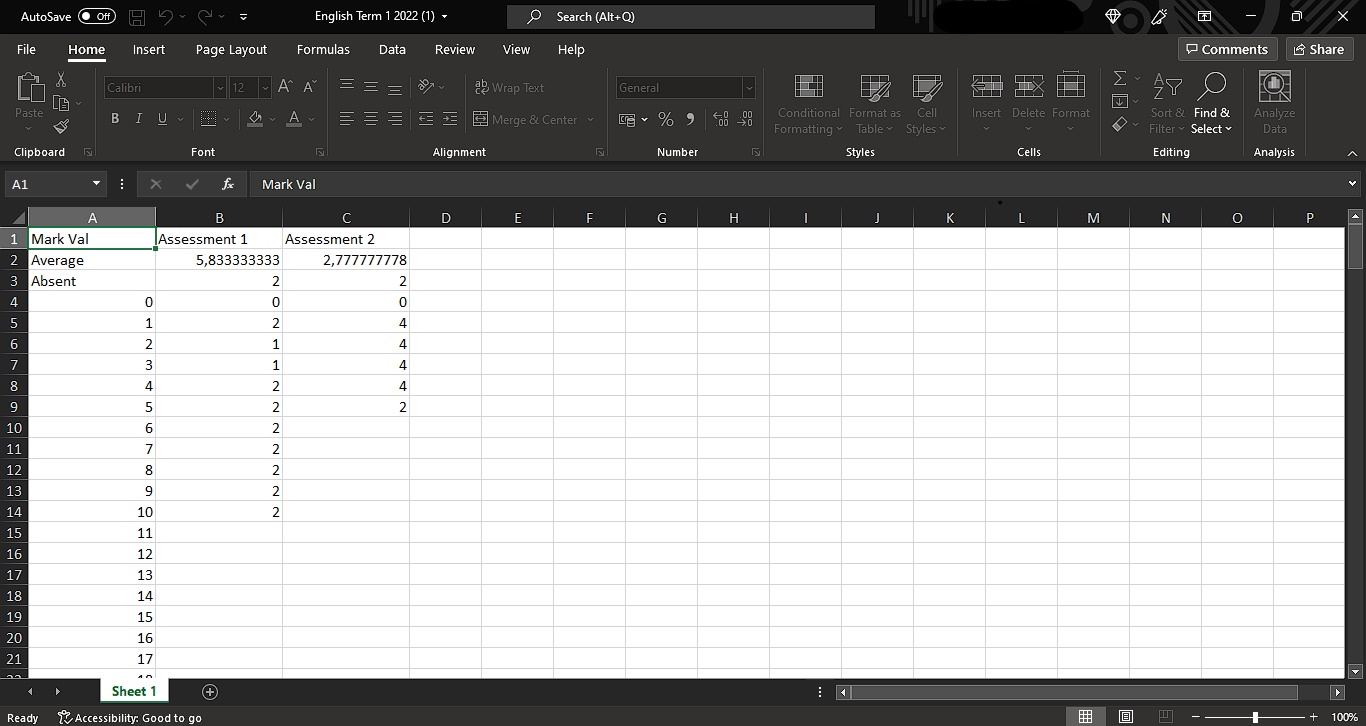 AutoSave Off English Term 1 2022 (1) Search (Alt+Q)
File Home Insert Page Layout Formulas Data Review View Help Comments Share
Paste Calibri 12 A A Wrap Text General Conditional Formatting Format as Table Cell Styles Insert Delete Format Sort & Filter Find & Select Analyze Data
B I U A Merge & Center % 9
Clipboard Font Alignment Number Styles Cells Editing Analysis
A1 fx Mark Val
A B C D E F G H I J K L M N O P
1 Mark Val Assessment 1 Assessment 2
2 Average 5,833333333 2,777777778
3 Absent 2 2
4 0 0 0
5 1 2 4
6 2 1 4
7 3 1 4
8 4 2 4
9 5 2 2
10 6 2
11 7 2
12 8 2
13 9 2
14 10 2
15 11
16 12
17 13
18 14
19 15
20 16
21 17
Sheet 1
Ready Accessibility: Good to go 100%